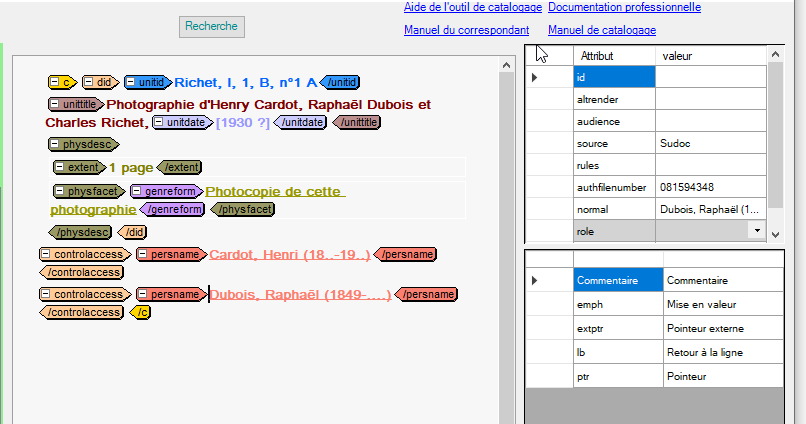 Aide de l'outil de catalogage Documentation professionnelle
Recherche
Manuel du correspondant Manuel de catalogage
c did unitid Richet, I, 1, B, n°1 A /unitid
unittitle Photographie d'Henry Cardot, Raphaël Dubois et
Charles Richet, unitdate [1930 ?] /unitdate /unittitle
physdesc
extent 1 page /extent
physfacet genreform Photocopie de cette
photographie /genreform /physfacet
/physdesc /did
controlaccess persname Cardot, Henri (18..-19..) /persname
/controlaccess
controlaccess persname Dubois, Raphaël (1849-....) /persname
/controlaccess /c
Attribut valeur
id
altrender
audience
source Sudoc
rules
authfilenumber 081594348
normal Dubois, Raphaël (1...
role
Commentaire Commentaire
emph Mise en valeur
extptr Pointeur externe
lb Retour à la ligne
ptr Pointeur